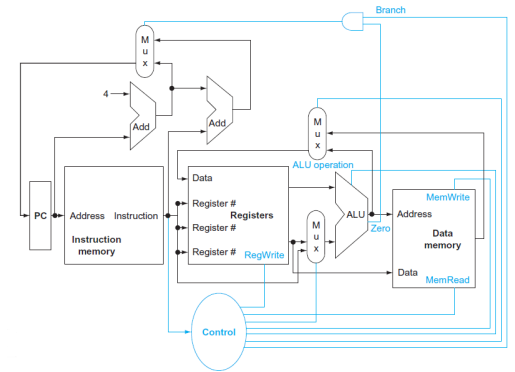 Branch
M
u
x
4
Add
Add
M
u
x
ALU operation
Data
Register #
Registers
Register #
Register #
RegWrite
PC
Address
Instruction
Instruction
memory
M
u
x
ALU
Zero
MemWrite
Address
Data
memory
Data
MemRead
Control